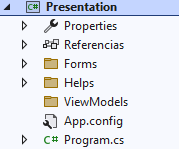 C# Presentation
Properties
Referencias
Forms
Helps
ViewModels
App.config
C# Program.cs